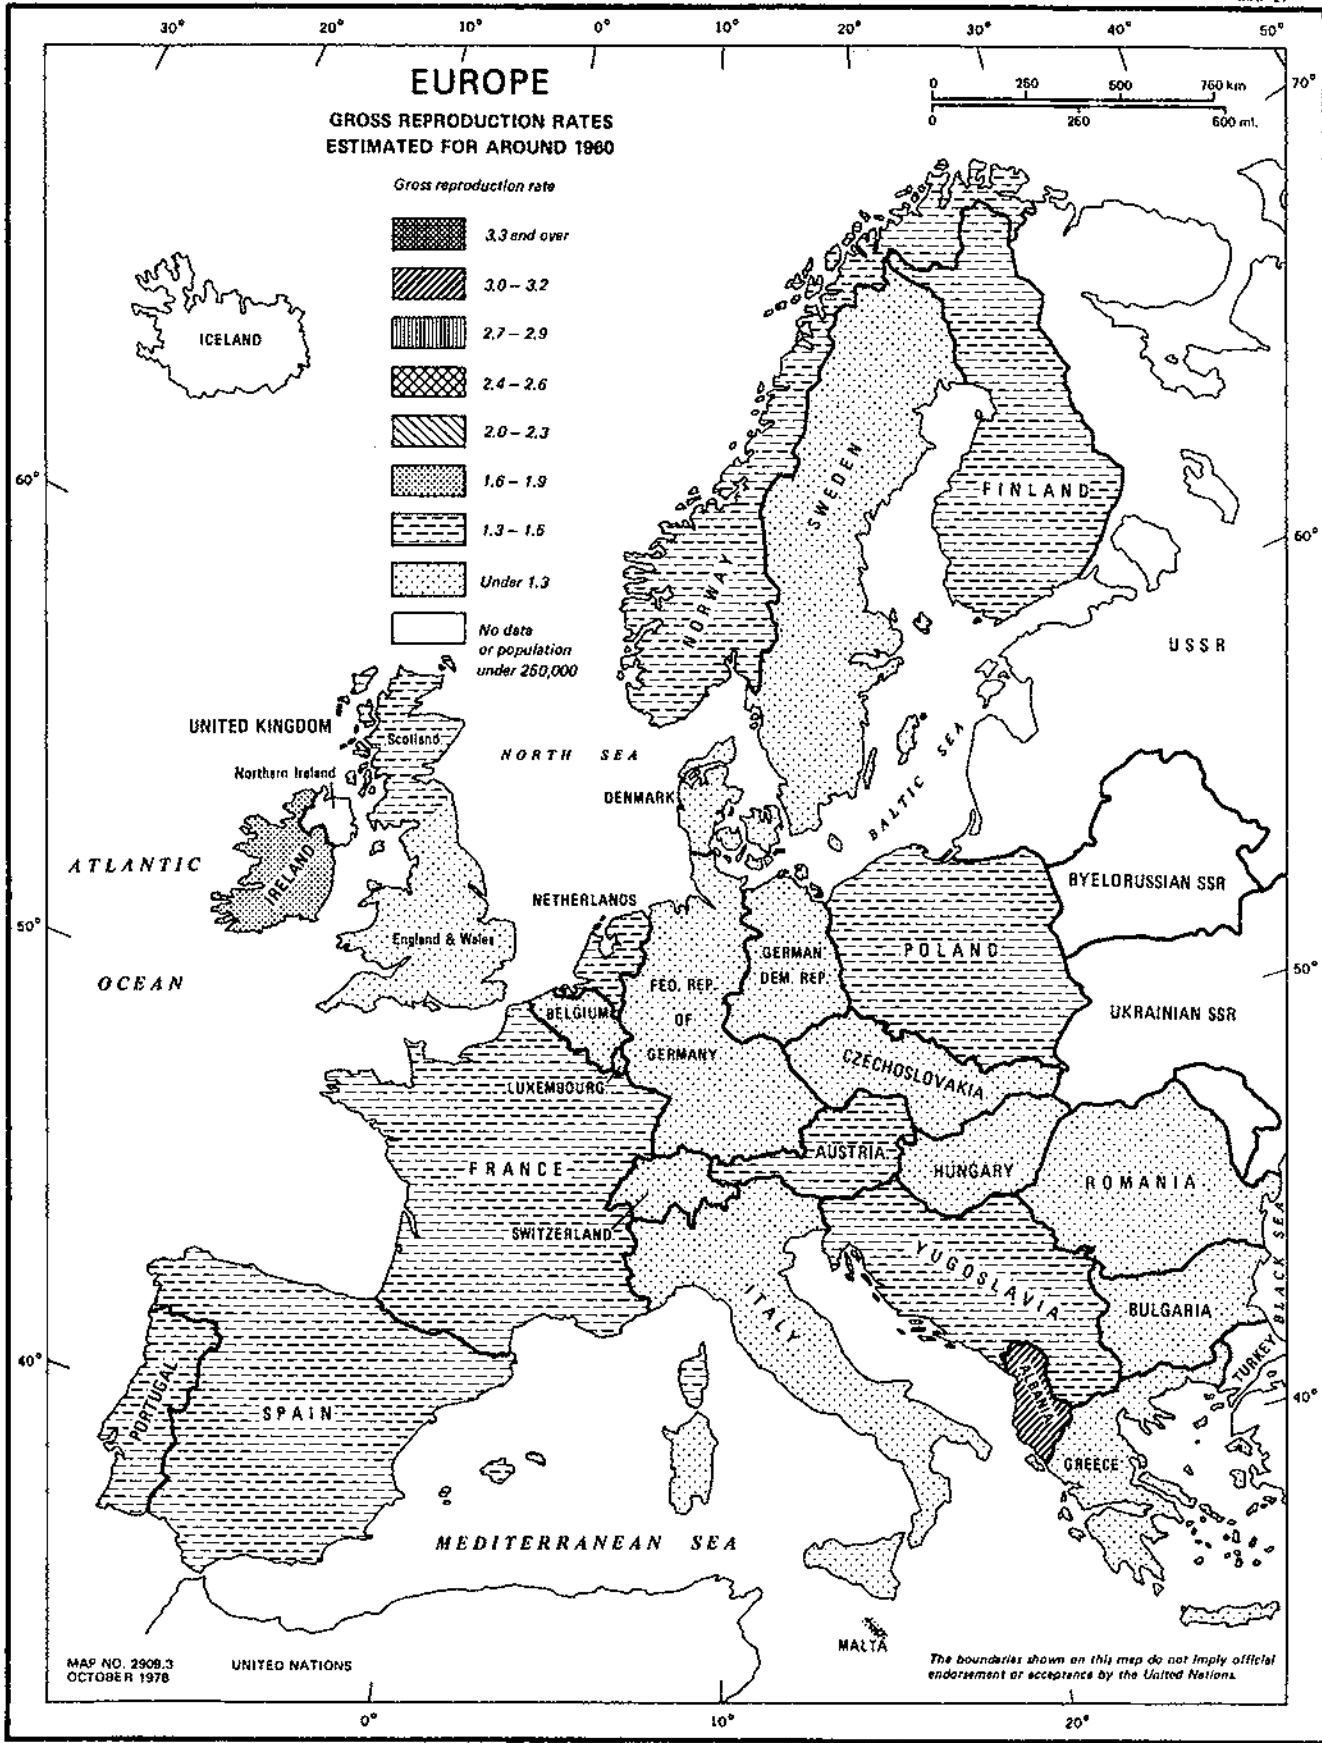 30° 20° 10° 0° 10° 20° 30° 40° 50°
EUROPE
GROSS REPRODUCTION RATES
ESTIMATED FOR AROUND 1960
0 250 500 750 km
0 250 500 mi.
70°
Gross reproduction rate
3.3 and over
3.0 – 3.2
2.7 – 2.9
2.4 – 2.6
2.0 – 2.3
1.6 – 1.9
1.3 – 1.5
Under 1.3
No data
or population
under 250,000
ICELAND
60°
SWEDEN
FINLAND
60°
NORWAY
USSR
UNITED KINGDOM
Scotland
NORTH SEA
Northern Ireland
DENMARK
BALTIC SEA
ATLANTIC
IRELAND
BYELORUSSIAN SSR
NETHERLANDS
50°
England & Wales
GERMAN
DEM. REP.
POLAND
50°
OCEAN
FED. REP.
OF
GERMANY
BELGIUM
UKRAINIAN SSR
CZECHOSLOVAKIA
LUXEMBOURG
FRANCE
AUSTRIA
HUNGARY
ROMANIA
SWITZERLAND
YUGOSLAVIA
BLACK SEA
ITALY
BULGARIA
40°
PORTUGAL
SPAIN
ALBANIA
TURKEY
40°
GREECE
MEDITERRANEAN SEA
MALTA
MAP NO. 2909.3
OCTOBER 1978
UNITED NATIONS
The boundaries shown on this map do not imply official
endorsement or acceptance by the United Nations.
0° 10° 20°